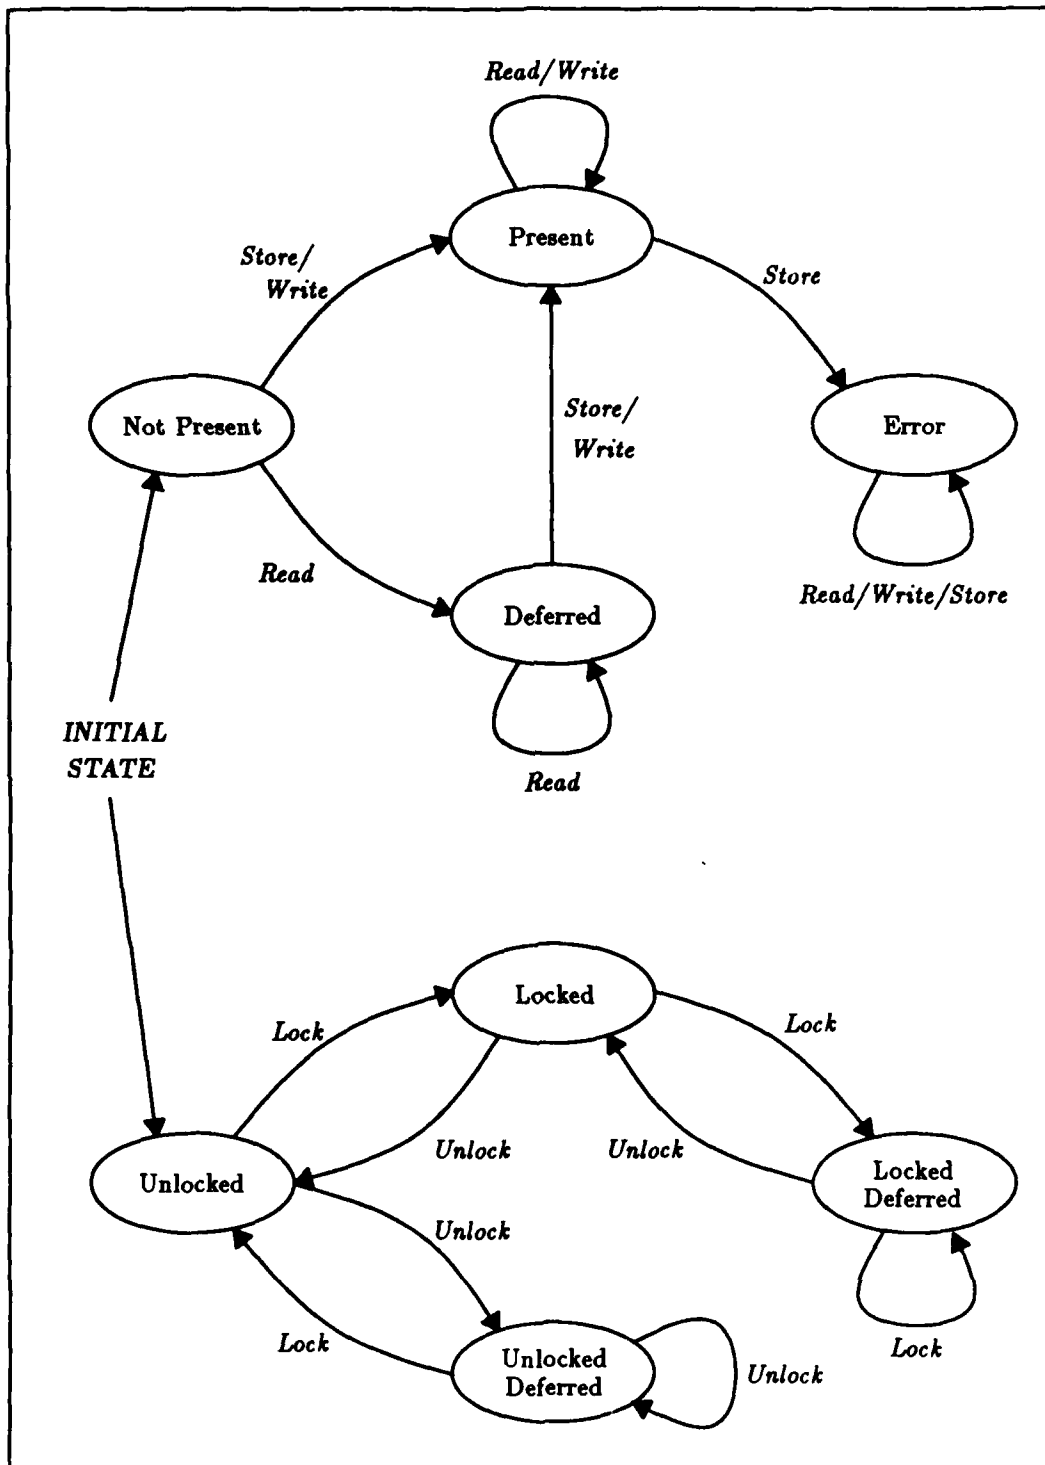 Read/Write
Present
Store/
Write
Store
Not Present
Store/
Write
Error
Read
Deferred
Read/Write/Store
INITIAL
STATE
Read
Locked
Lock
Lock
Unlock
Unlock
Unlocked
Locked
Deferred
Unlock
Lock
Unlocked
Deferred
Unlock
Lock